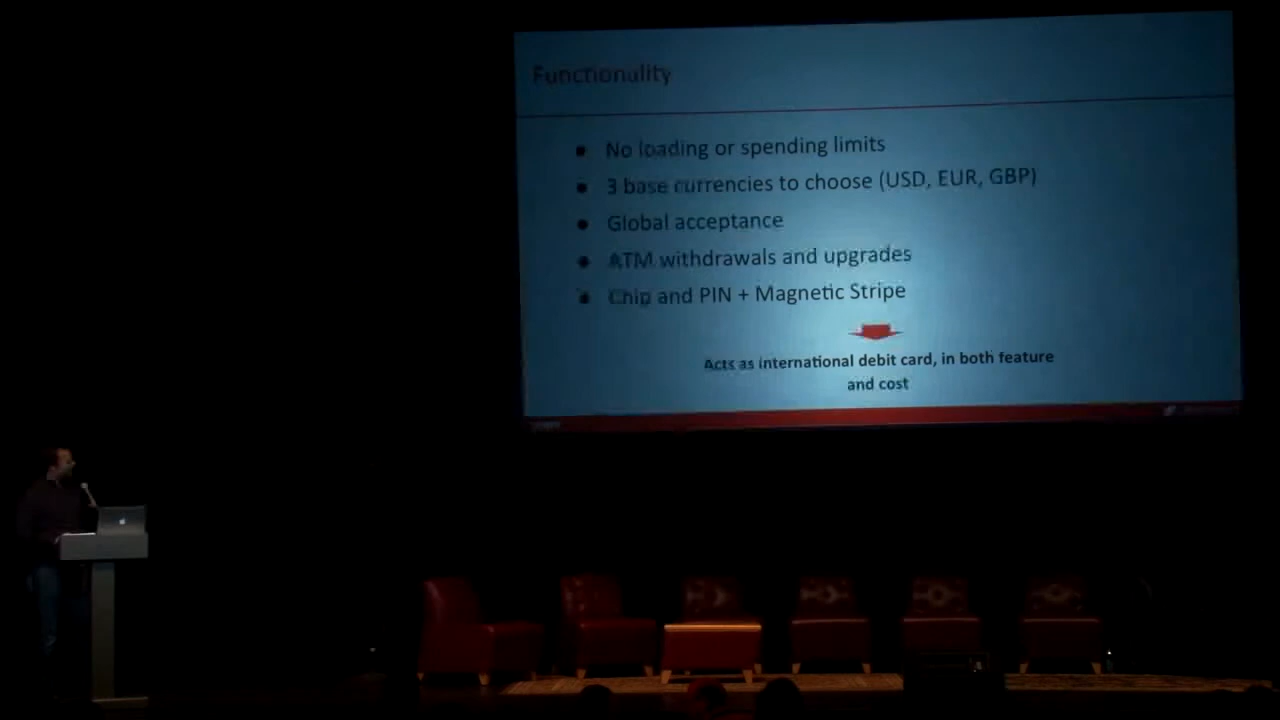 Functionality
● No loading or spending limits
● 3 base currencies to choose (USD, EUR, GBP)
● Global acceptance
● ATM withdrawals and upgrades
● Chip and PIN + Magnetic Stripe
Acts as international debit card, in both feature
and cost